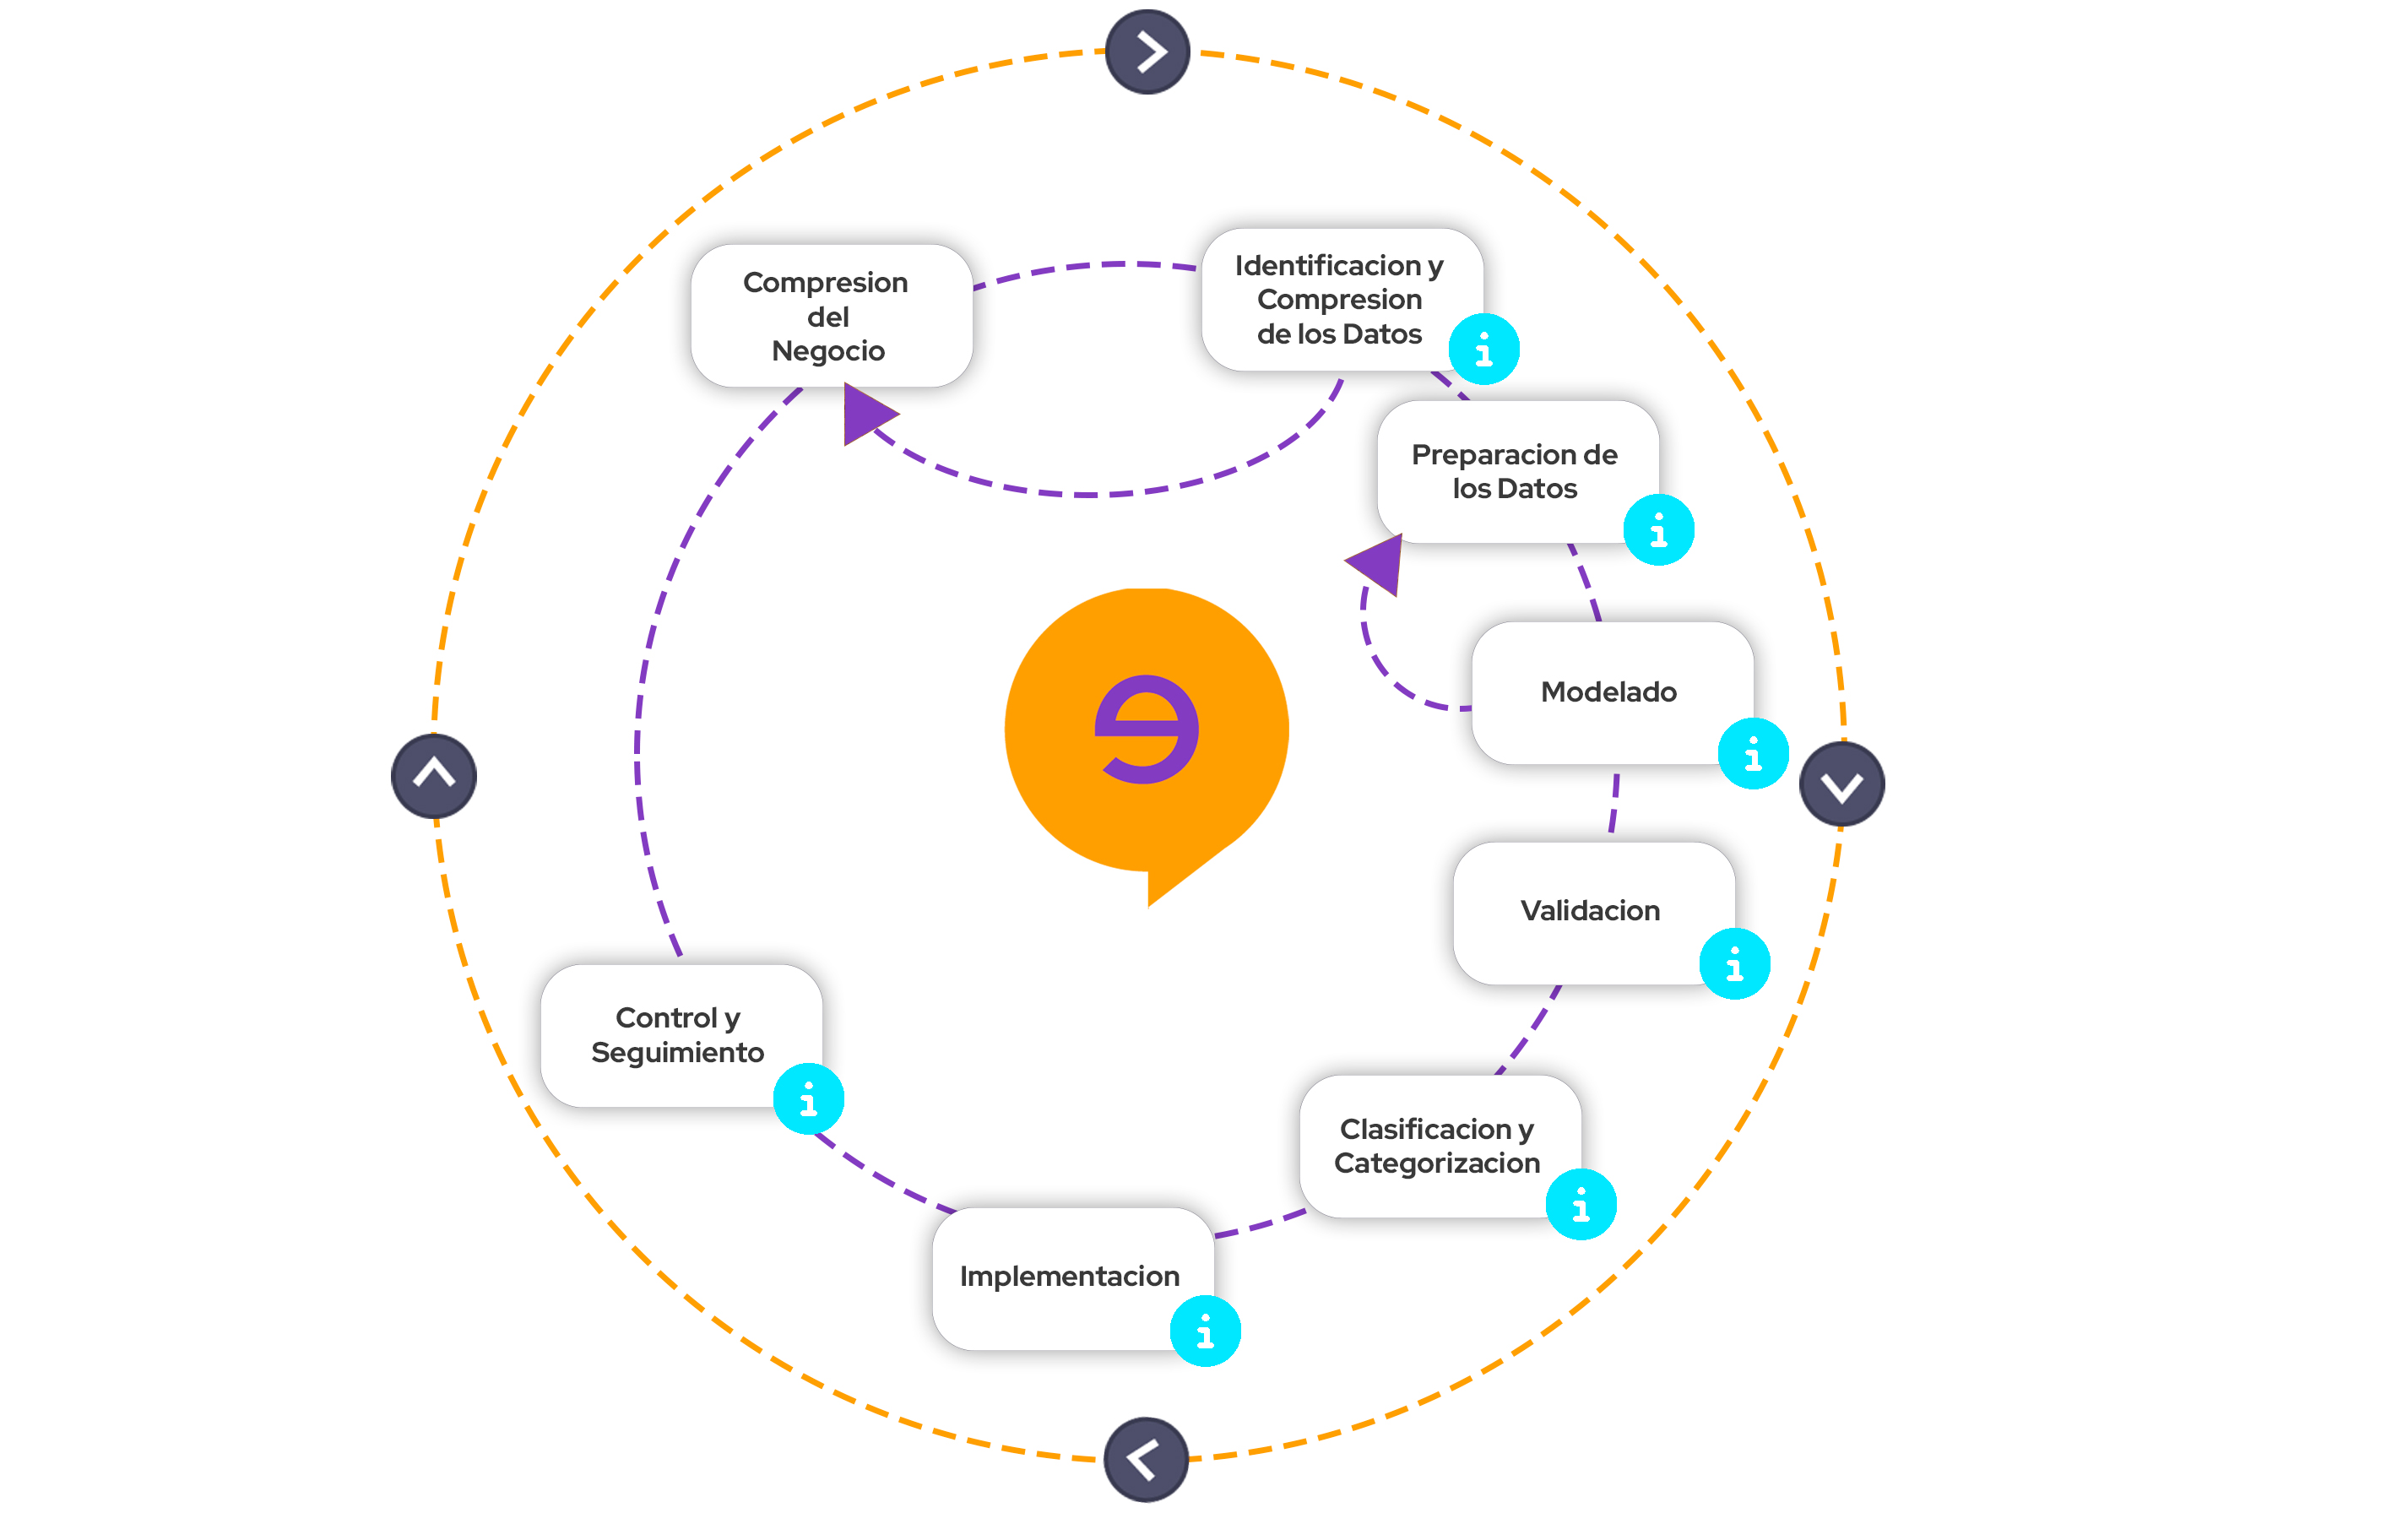 Compresion
del
Negocio
Identificacion y
Compresion
de los Datos
Preparacion de
los Datos
Modelado
Validacion
Clasificacion y
Categorizacion
Implementacion
Control y
Seguimiento